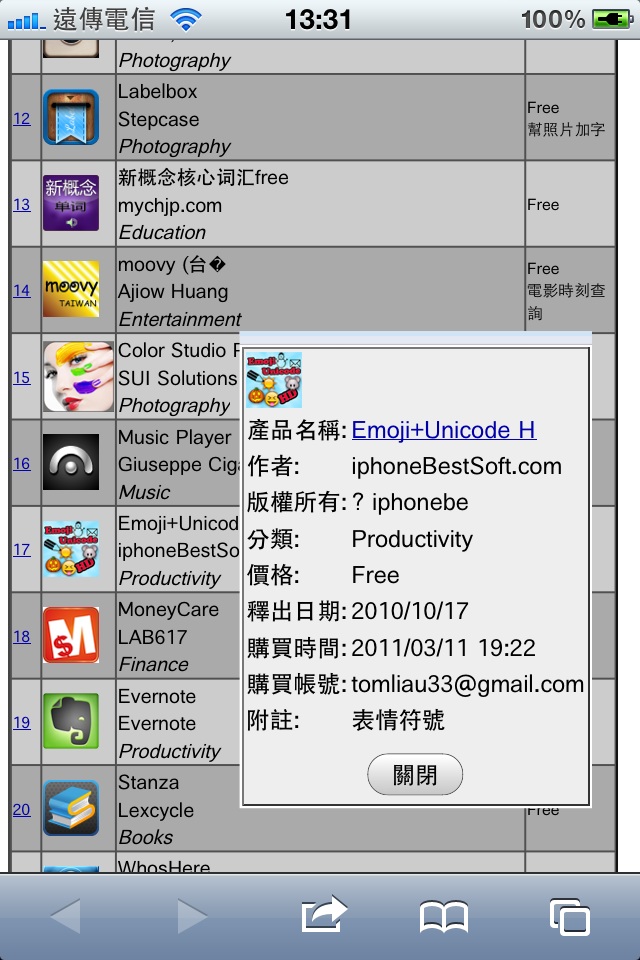 遠傳電信 13:31 100%
Photography
12
Labelbox
Stepcase
Photography
Free
幫照片加字
13
新概念
单词
新概念核心词汇free
mychjp.com
Education
Free
14
moovy
TAIWAN
moovy (台�
Ajiow Huang
Entertainment
Free
電影時刻查
詢
15
Color Studio
SUI Solutions
Photography
16
Music Player
Giuseppe Ciga
Music
17
Emoji
Unicode
HD
Emoji+Unicod
iphoneBestSo
Productivity
18
MoneyCare
LAB617
Finance
19
Evernote
Evernote
Productivity
20
Stanza
Lexcycle
Books
Free
WhosHere
Emoji
Unicode
HD
產品名稱: Emoji+Unicode H
作者: iphoneBestSoft.com
版權所有: ? iphonebe
分類: Productivity
價格: Free
釋出日期: 2010/10/17
購買時間: 2011/03/11 19:22
購買帳號: tomliau33@gmail.com
附註: 表情符號
關閉